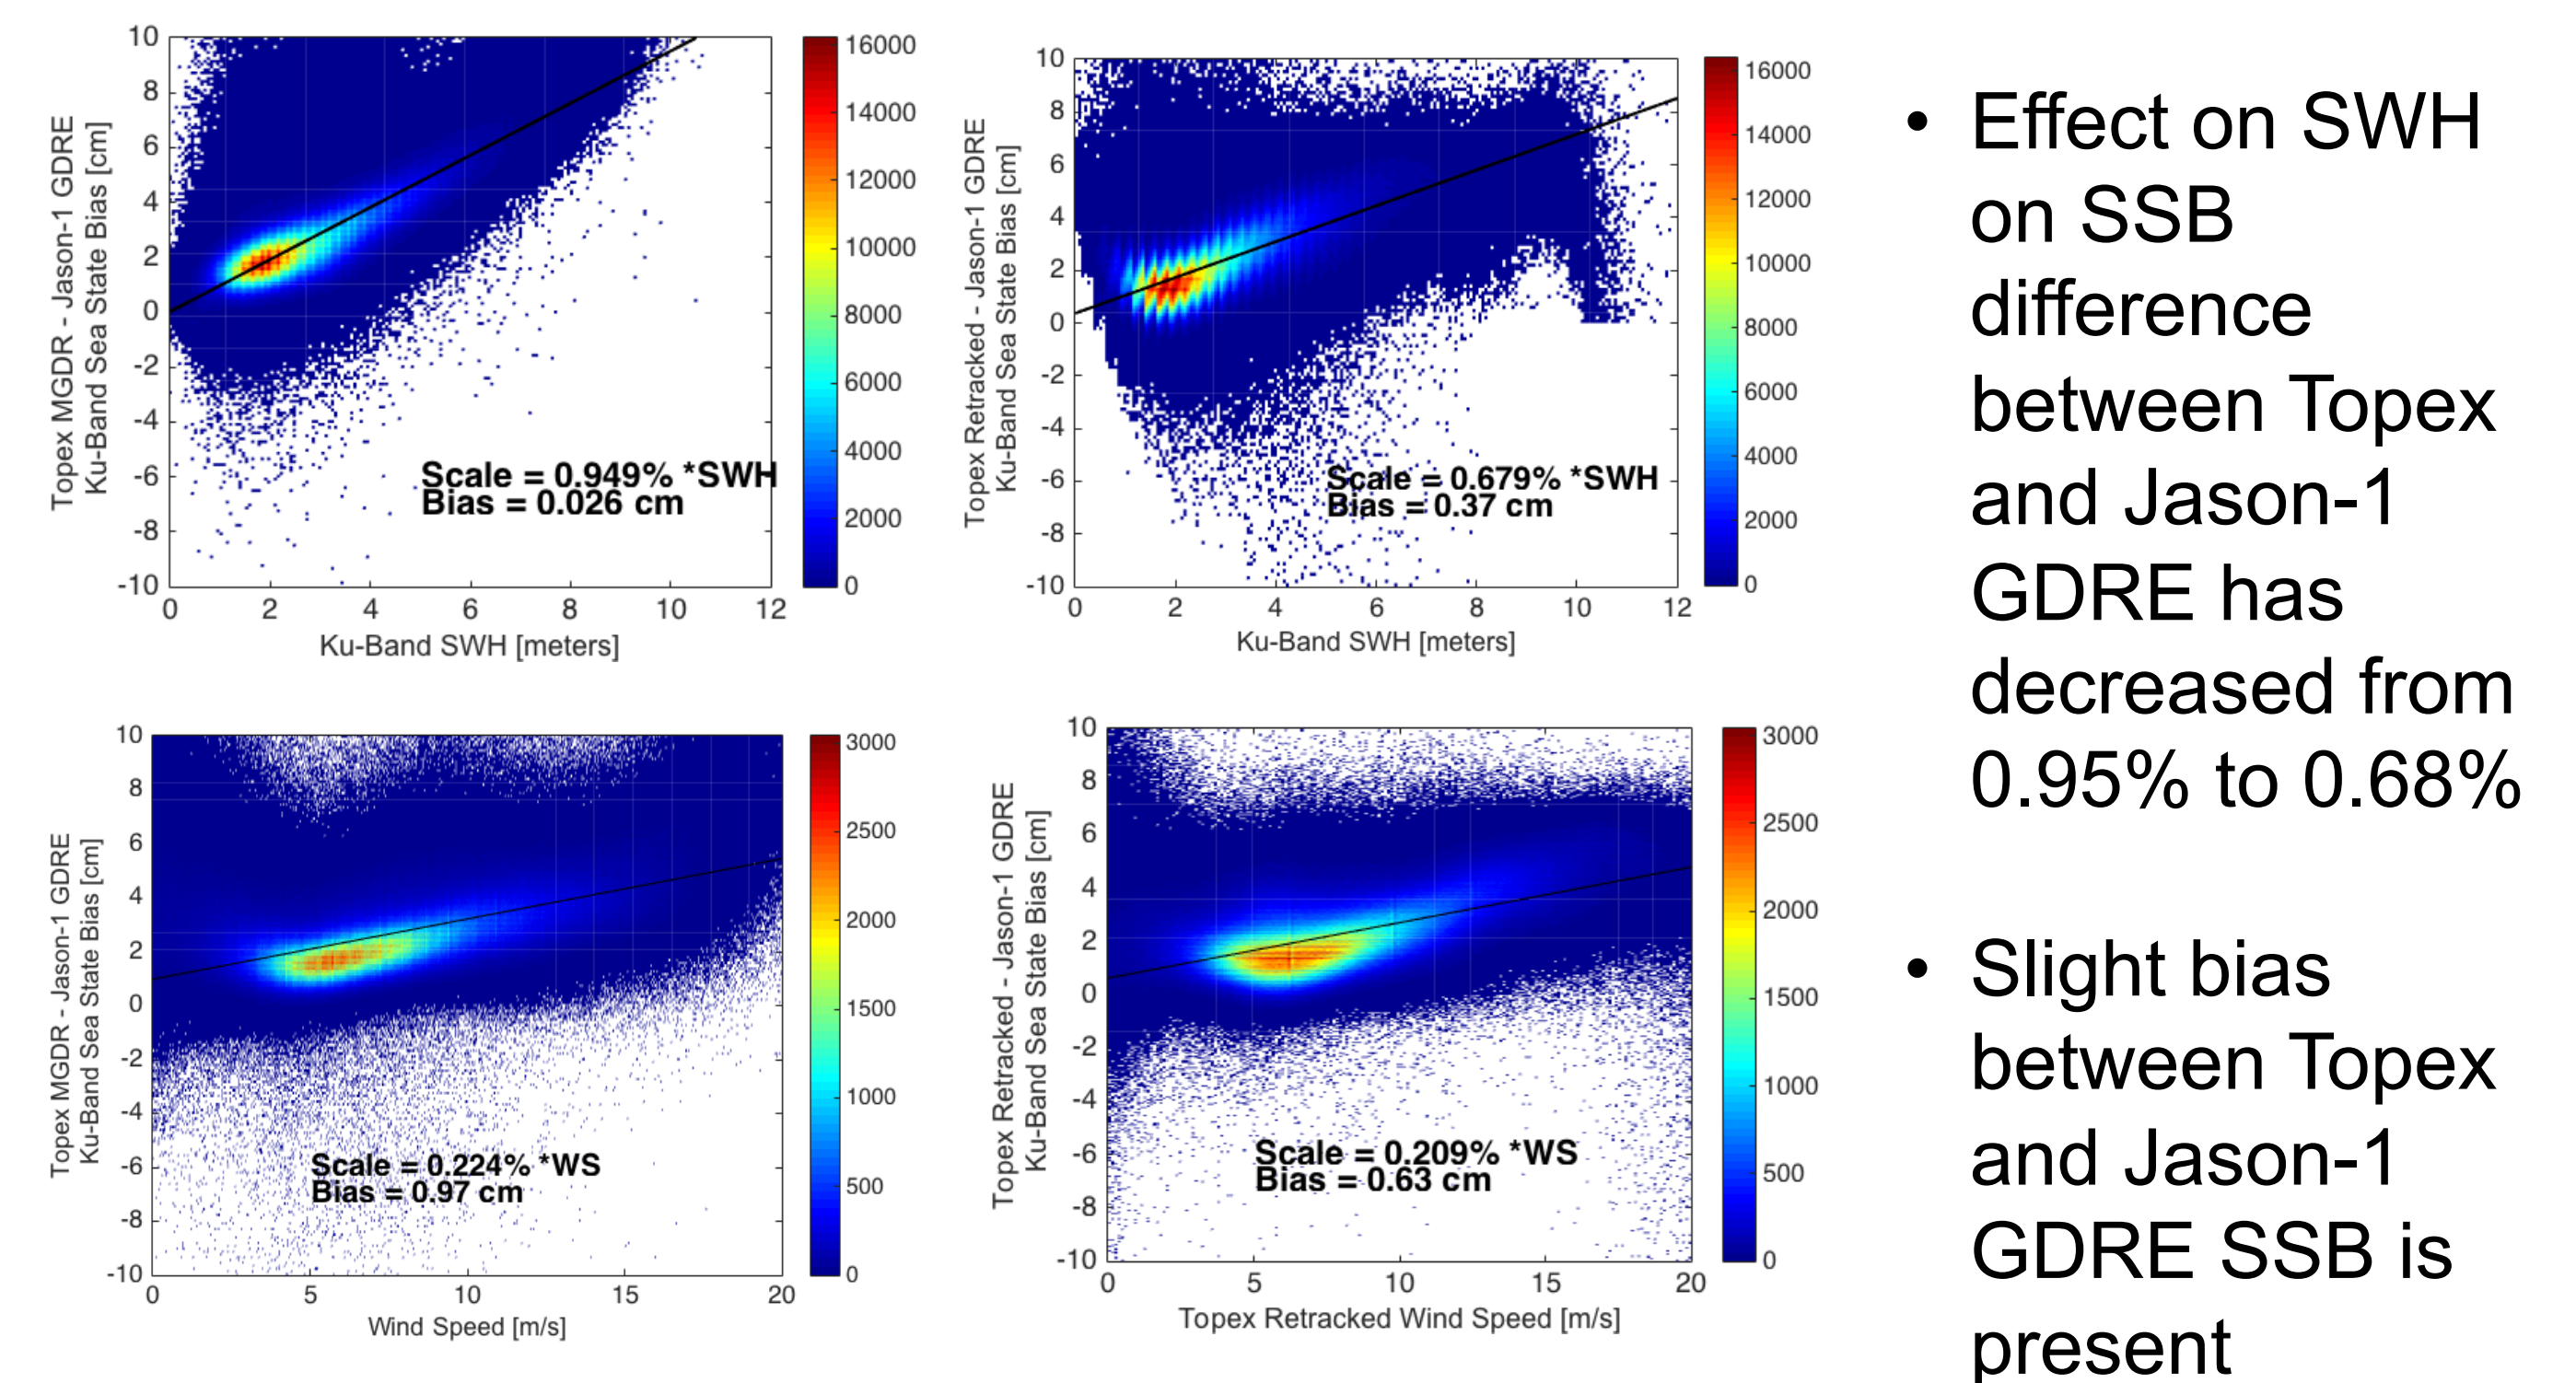 Topex MGDR - Jason-1 GDRE
Ku-Band Sea State Bias [cm]
10
8
6
4
2
0
-2
-4
-6
-8
-10
0 2 4 6 8 10 12
Ku-Band SWH [meters]
Scale = 0.949% *SWH
Bias = 0.026 cm
16000
14000
12000
10000
8000
6000
4000
2000
0
Topex Retracked - Jason-1 GDRE
Ku-Band Sea State Bias [cm]
10
8
6
4
2
0
-2
-4
-6
-8
-10
0 2 4 6 8 10 12
Ku-Band SWH [meters]
Scale = 0.679% *SWH
Bias = 0.37 cm
16000
14000
12000
10000
8000
6000
4000
2000
0
Topex MGDR - Jason-1 GDRE
Ku-Band Sea State Bias [cm]
10
8
6
4
2
0
-2
-4
-6
-8
-10
0 5 10 15 20
Wind Speed [m/s]
Scale = 0.224% *WS
Bias = 0.97 cm
3000
2500
2000
1500
1000
500
0
Topex Retracked - Jason-1 GDRE
Ku-Band Sea State Bias [cm]
10
8
6
4
2
0
-2
-4
-6
-8
-10
0 5 10 15 20
Topex Retracked Wind Speed [m/s]
Scale = 0.209% *WS
Bias = 0.63 cm
3000
2500
2000
1500
1000
500
0
• Effect on SWH
on SSB
difference
between Topex
and Jason-1
GDRE has
decreased from
0.95% to 0.68%
• Slight bias
between Topex
and Jason-1
GDRE SSB is
present